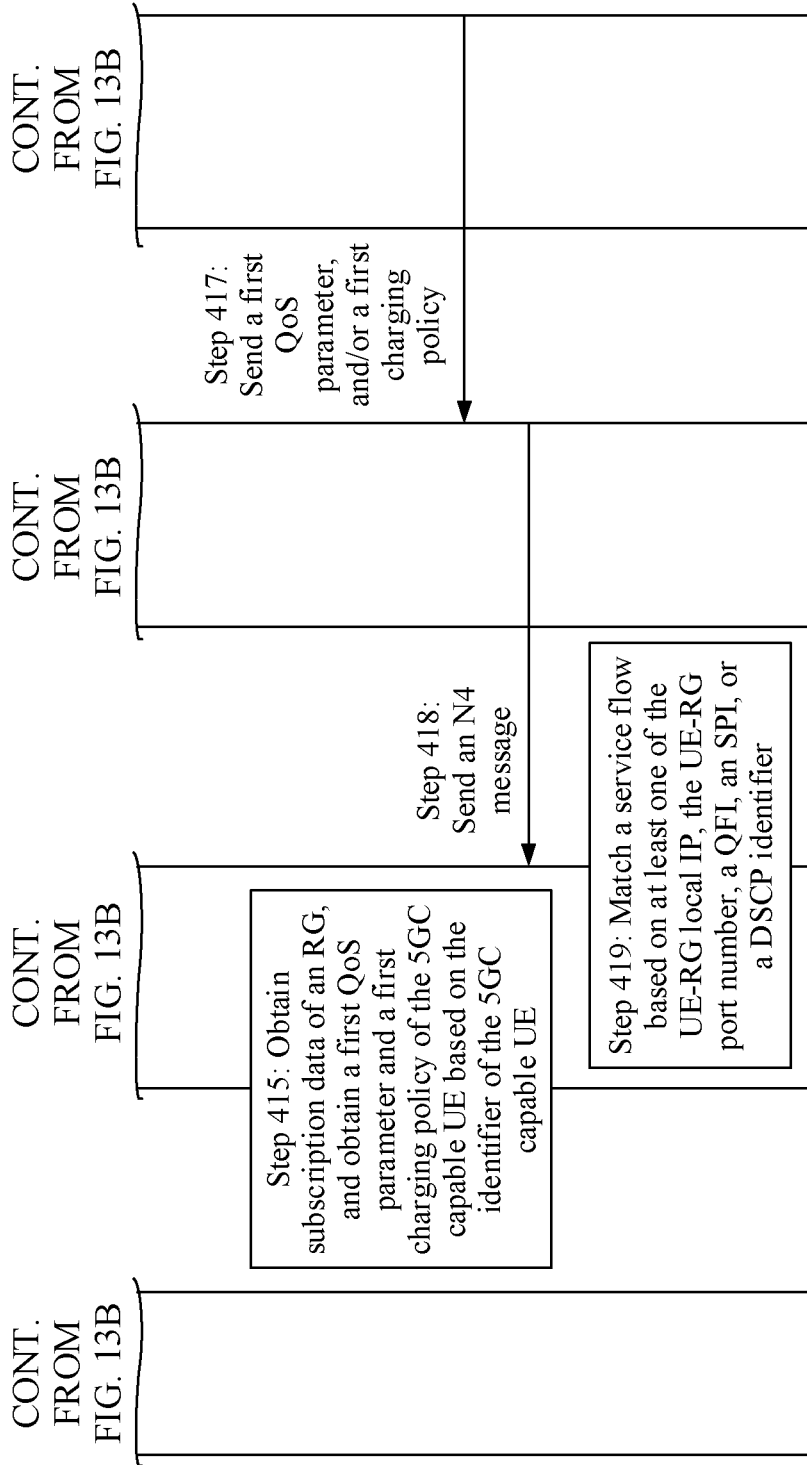 CONT.
FROM
FIG. 13B
CONT.
FROM
FIG. 13B
CONT.
FROM
FIG. 13B
CONT.
FROM
FIG. 13B
Step 415: Obtain
subscription data of an RG,
and obtain a first QoS
parameter and a first
charging policy of the 5GC
capable UE based on the
identifier of the 5GC
capable UE
Step 417:
Send a first
QoS
parameter,
and/or a first
charging
policy
Step 418:
Send an N4
message
Step 419: Match a service flow
based on at least one of the
UE-RG local IP, the UE-RG
port number, a QFI, an SPI, or
a DSCP identifier